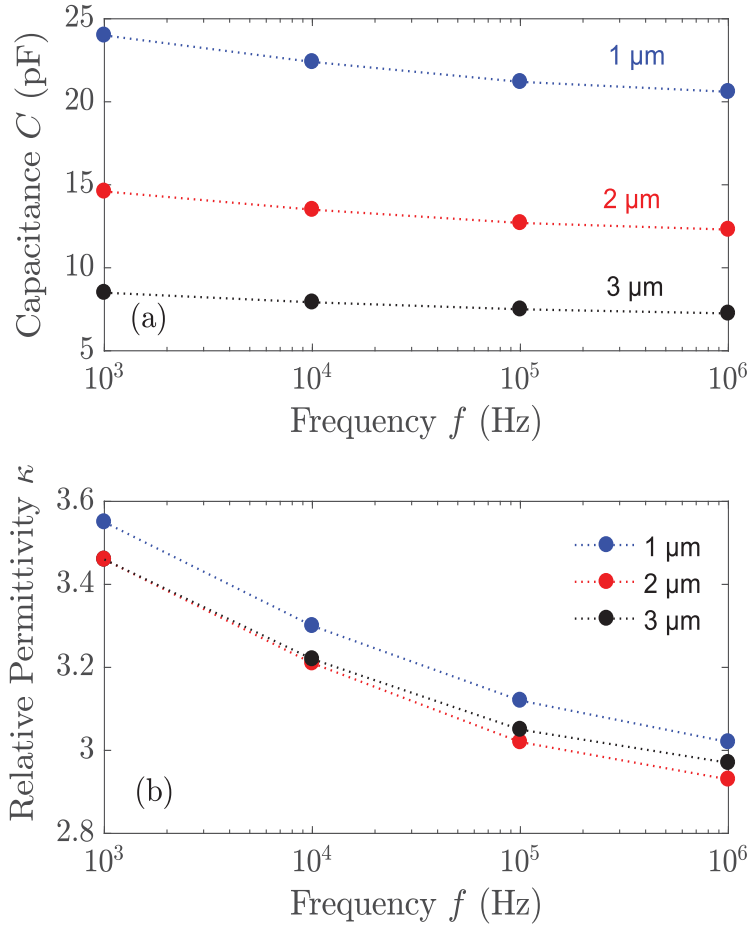 25
20
15
10
5
Capacitance C (pF)
1 µm
2 µm
3 µm
(a)
10³ 10⁴ 10⁵ 10⁶
Frequency f (Hz)
3.6
3.4
3.2
3
2.8
Relative Permittivity κ
1 µm
2 µm
3 µm
(b)
10³ 10⁴ 10⁵ 10⁶
Frequency f (Hz)